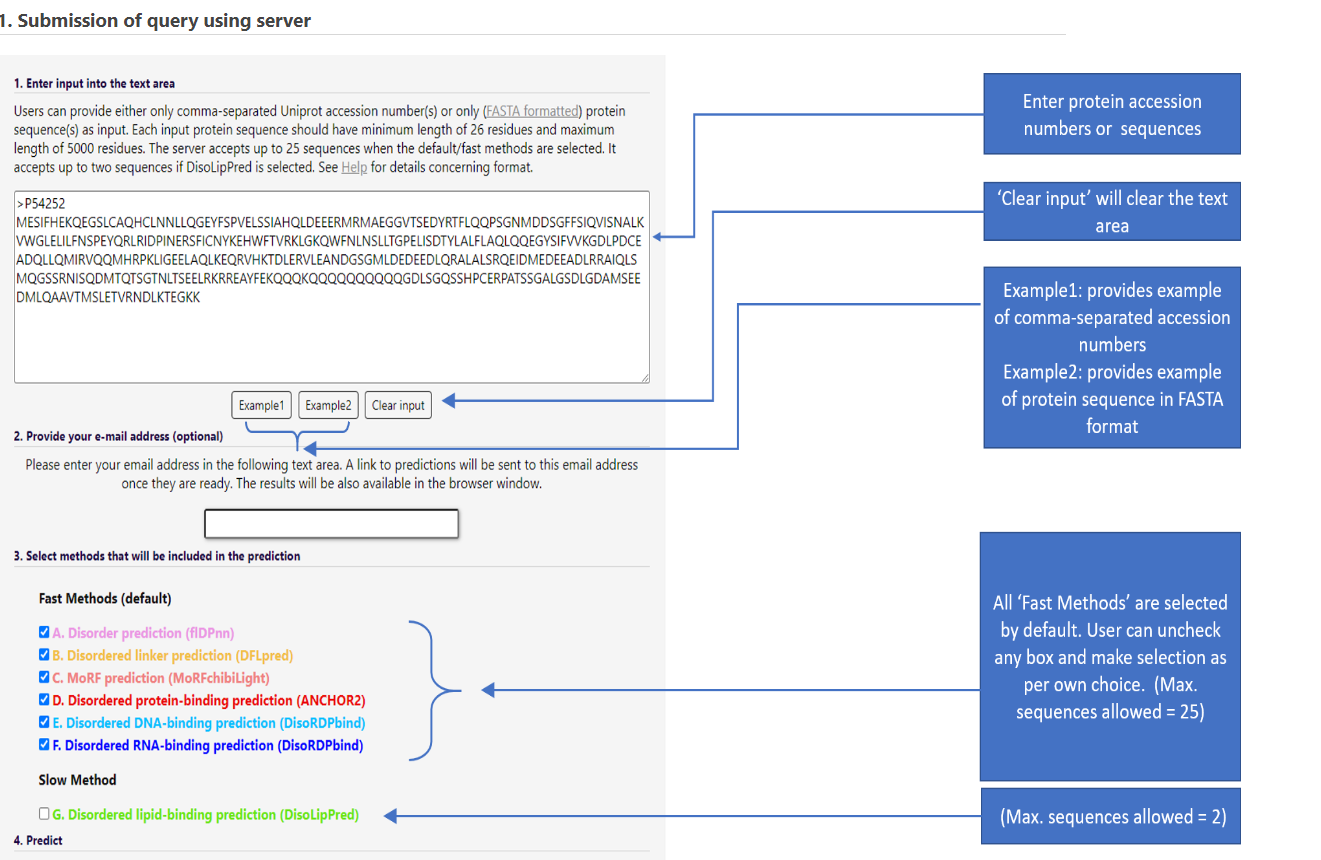 1. Submission of query using server
1. Enter input into the text area
Users can provide either only comma-separated Uniprot accession number(s) or only (FASTA formatted) protein
sequence(s) as input. Each input protein sequence should have minimum length of 26 residues and maximum
length of 5000 residues. The server accepts up to 25 sequences when the default/fast methods are selected. It
accepts up to two sequences if DisoLipPred is selected. See Help for details concerning format.
>P54252
MESIFHEKQEGSLCAQHCLNNLLQGEYFSPVELSSIAHQLDEEERMRMAEGGVTSEDYRTFLQQPSGNMDDSGFFSIQVISNALK
VWGLELILFNSPEYQRLRIDPINERSFICNYKEHWFTVRKLGKQWFNLNSLLTGPELISDTYLALFLAQLQQEGYSIFVVKGDLPDCE
ADQLLQMIRVQQMHRPKLIGEELAQLKEQRVHKTDLERVLEANDGSGMLDEDEEDLQRALALSRQEIDMEDEEADLRRAIQLS
MQGSSRNISQDMTQTSGTNLTSEELRKRREAYFEKQQQKQQQQQQQQQQGDLSGQSSHPCERPATSSGALGSDLGDAMSEE
DMLQAAVTMSLETVRNDLKTEGKK
Example1 Example2 Clear input
2. Provide your e-mail address (optional)
Please enter your email address in the following text area. A link to predictions will be sent to this email address
once they are ready. The results will be also available in the browser window.
3. Select methods that will be included in the prediction
Fast Methods (default)
A. Disorder prediction (flDPnn)
B. Disordered linker prediction (DFLpred)
C. MoRF prediction (MoRFchibiLight)
D. Disordered protein-binding prediction (ANCHOR2)
E. Disordered DNA-binding prediction (DisoRDPbind)
F. Disordered RNA-binding prediction (DisoRDPbind)
Slow Method
G. Disordered lipid-binding prediction (DisoLipPred)
4. Predict
Enter protein accession
numbers or sequences
‘Clear input’ will clear the text
area
Example1: provides example
of comma-separated accession
numbers
Example2: provides example
of protein sequence in FASTA
format
All ‘Fast Methods’ are selected
by default. User can uncheck
any box and make selection as
per own choice. (Max.
sequences allowed = 25)
(Max. sequences allowed = 2)